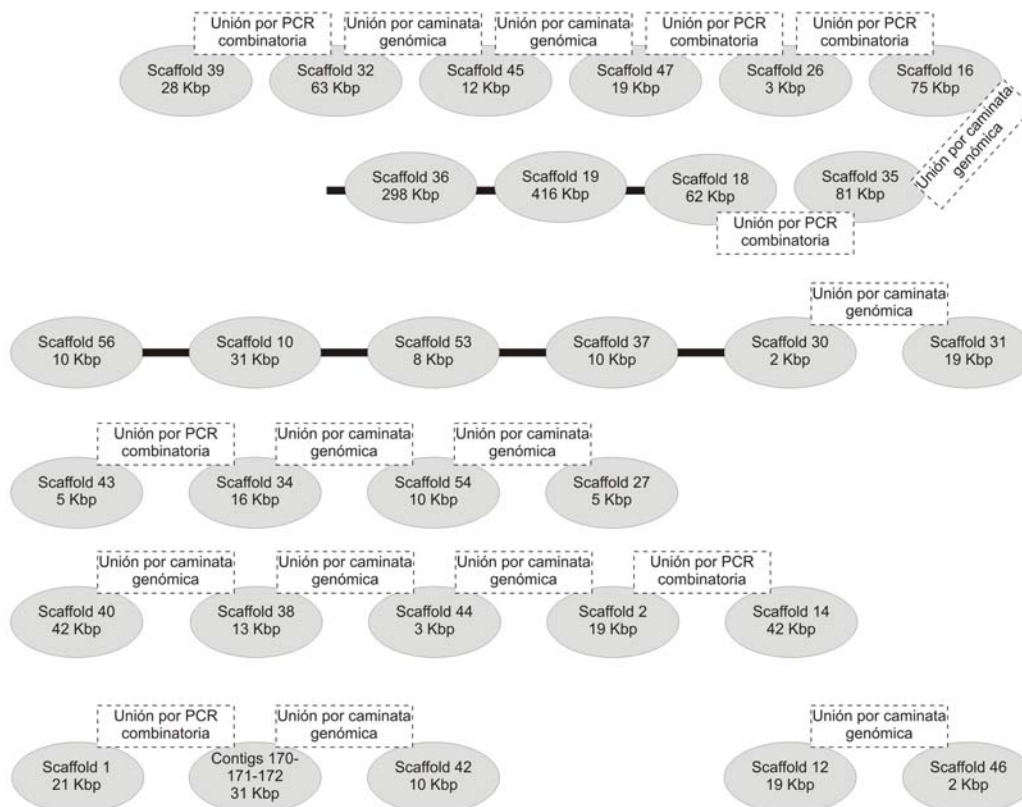 Unión por PCR
combinatoria
Unión por caminata
genómica
Unión por caminata
genómica
Unión por PCR
combinatoria
Unión por PCR
combinatoria
Scaffold 39
28 Kbp
Scaffold 32
63 Kbp
Scaffold 45
12 Kbp
Scaffold 47
19 Kbp
Scaffold 26
3 Kbp
Scaffold 16
75 Kbp
Unión por caminata
genómica
Scaffold 36
298 Kbp
Scaffold 19
416 Kbp
Scaffold 18
62 Kbp
Scaffold 35
81 Kbp
Unión por PCR
combinatoria
Unión por caminata
genómica
Scaffold 56
10 Kbp
Scaffold 10
31 Kbp
Scaffold 53
8 Kbp
Scaffold 37
10 Kbp
Scaffold 30
2 Kbp
Scaffold 31
19 Kbp
Unión por PCR
combinatoria
Unión por caminata
genómica
Unión por caminata
genómica
Scaffold 43
5 Kbp
Scaffold 34
16 Kbp
Scaffold 54
10 Kbp
Scaffold 27
5 Kbp
Unión por caminata
genómica
Unión por caminata
genómica
Unión por caminata
genómica
Unión por PCR
combinatoria
Scaffold 40
42 Kbp
Scaffold 38
13 Kbp
Scaffold 44
3 Kbp
Scaffold 2
19 Kbp
Scaffold 14
42 Kbp
Unión por PCR
combinatoria
Unión por caminata
genómica
Unión por caminata
genómica
Scaffold 1
21 Kbp
Contigs 170-
171-172
31 Kbp
Scaffold 42
10 Kbp
Scaffold 12
19 Kbp
Scaffold 46
2 Kbp